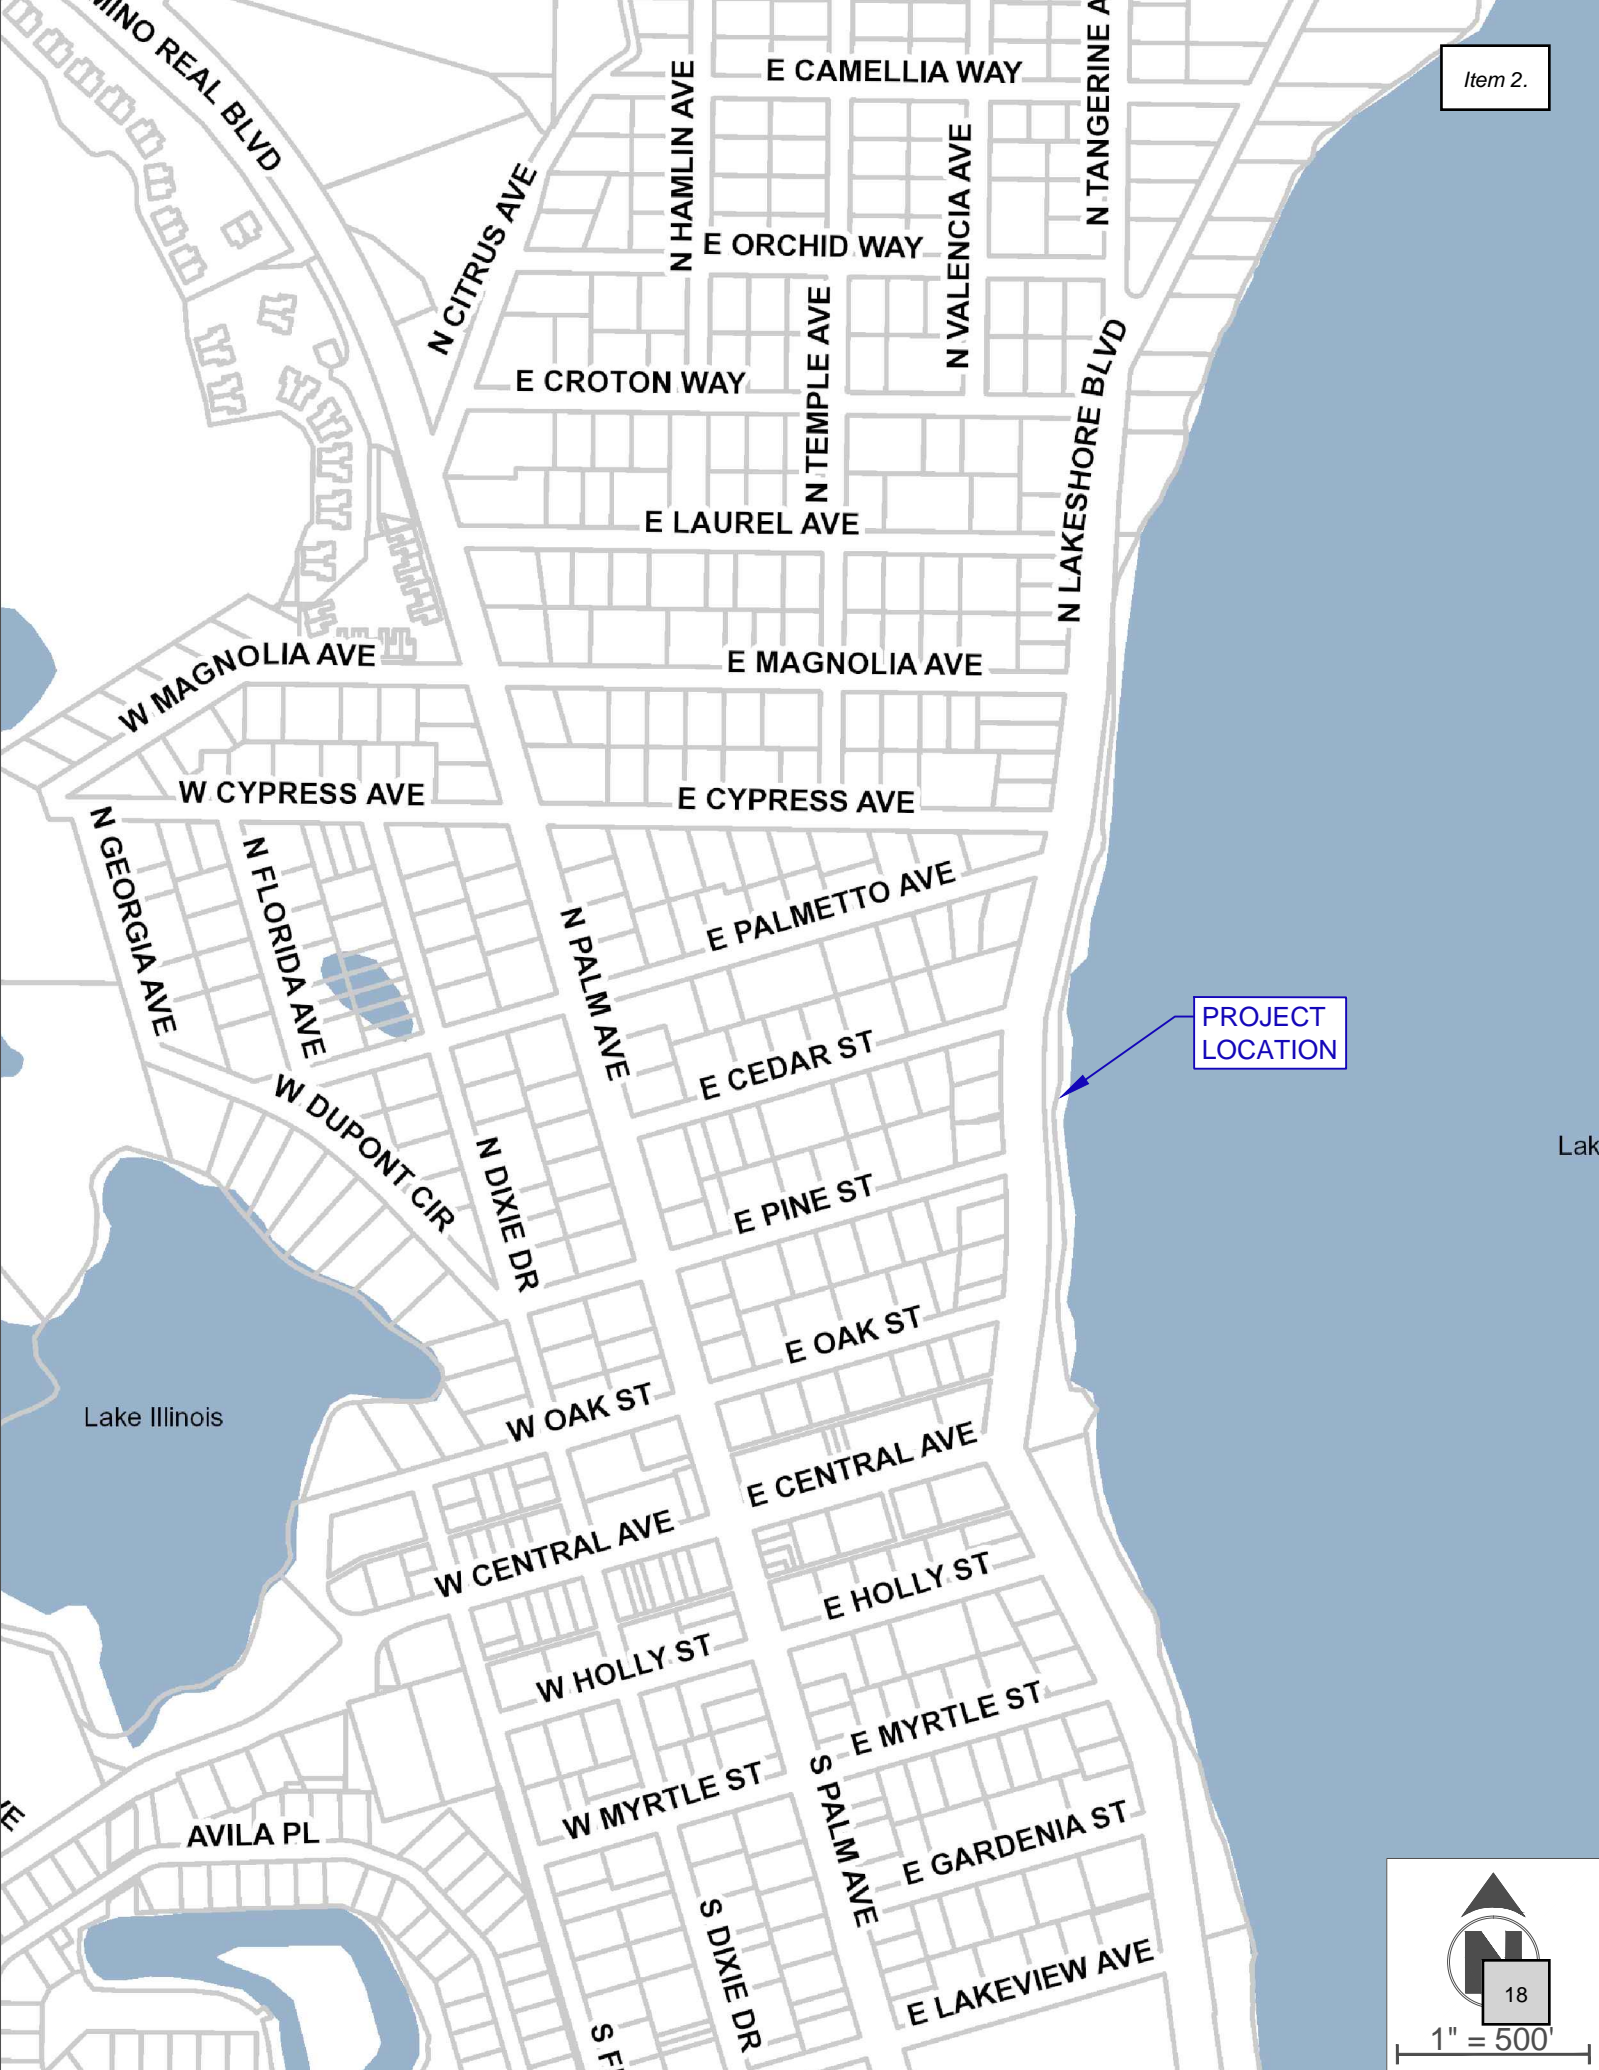 MINO REAL BLVD
E CAMELLIA WAY
N TANGERINE A
Item 2.
N HAMLIN AVE
N CITRUS AVE
N VALENCIA AVE
E ORCHID WAY
N TEMPLE AVE
N LAKESHORE BLVD
E CROTON WAY
E LAUREL AVE
W MAGNOLIA AVE
E MAGNOLIA AVE
W CYPRESS AVE
E CYPRESS AVE
N GEORGIA AVE
N FLORIDA AVE
E PALMETTO AVE
N PALM AVE
PROJECT
LOCATION
E CEDAR ST
W DUPONT CIR
N DIXIE DR
Lak
E PINE ST
E OAK ST
Lake Illinois
W OAK ST
E CENTRAL AVE
W CENTRAL AVE
E HOLLY ST
W HOLLY ST
E MYRTLE ST
W MYRTLE ST
S PALM AVE
AVILA PL
E GARDENIA ST
S DIXIE DR
E LAKEVIEW AVE
N
18
1" = 500'